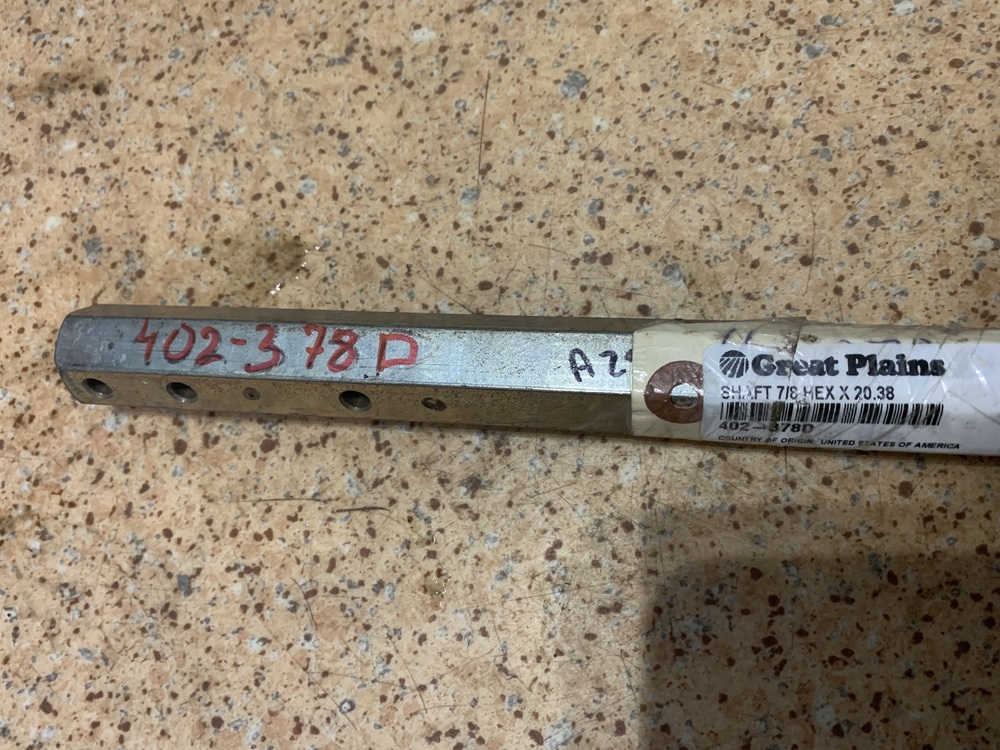 402-378D
A2
Great Plains
SHAFT 7/8 HEX X 20.38
402-378D
COUNTRY OF ORIGIN: UNITED STATES OF AMERICA